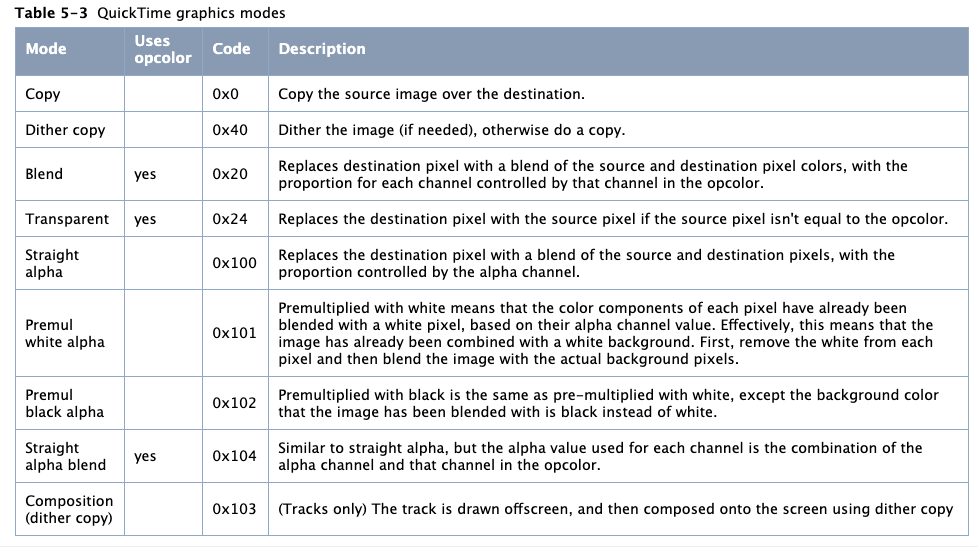 Table 5-3 QuickTime graphics modes
Mode Uses opcolor Code Description
Copy 0x0 Copy the source image over the destination.
Dither copy 0x40 Dither the image (if needed), otherwise do a copy.
Blend yes 0x20 Replaces destination pixel with a blend of the source and destination pixel colors, with the
proportion for each channel controlled by that channel in the opcolor.
Transparent yes 0x24 Replaces the destination pixel with the source pixel if the source pixel isn't equal to the opcolor.
Straight
alpha 0x100 Replaces the destination pixel with a blend of the source and destination pixels, with the
proportion controlled by the alpha channel.
Premul
white alpha 0x101 Premultiplied with white means that the color components of each pixel have already been
blended with a white pixel, based on their alpha channel value. Effectively, this means that the
image has already been combined with a white background. First, remove the white from each
pixel and then blend the image with the actual background pixels.
Premul
black alpha 0x102 Premultiplied with black is the same as pre-multiplied with white, except the background color
that the image has been blended with is black instead of white.
Straight
alpha blend yes 0x104 Similar to straight alpha, but the alpha value used for each channel is the combination of the
alpha channel and that channel in the opcolor.
Composition
(dither copy) 0x103 (Tracks only) The track is drawn offscreen, and then composed onto the screen using dither copy